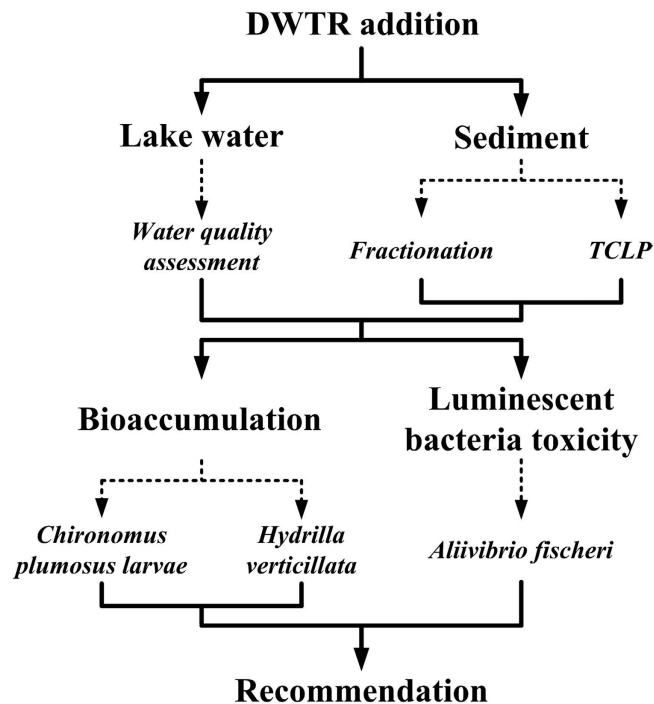 DWTR addition
Lake water
Sediment
Water quality
assessment
Fractionation
TCLP
Bioaccumulation
Luminescent
bacteria toxicity
Chironomus
plumosus larvae
Hydrilla
verticillata
Aliivibrio fischeri
Recommendation